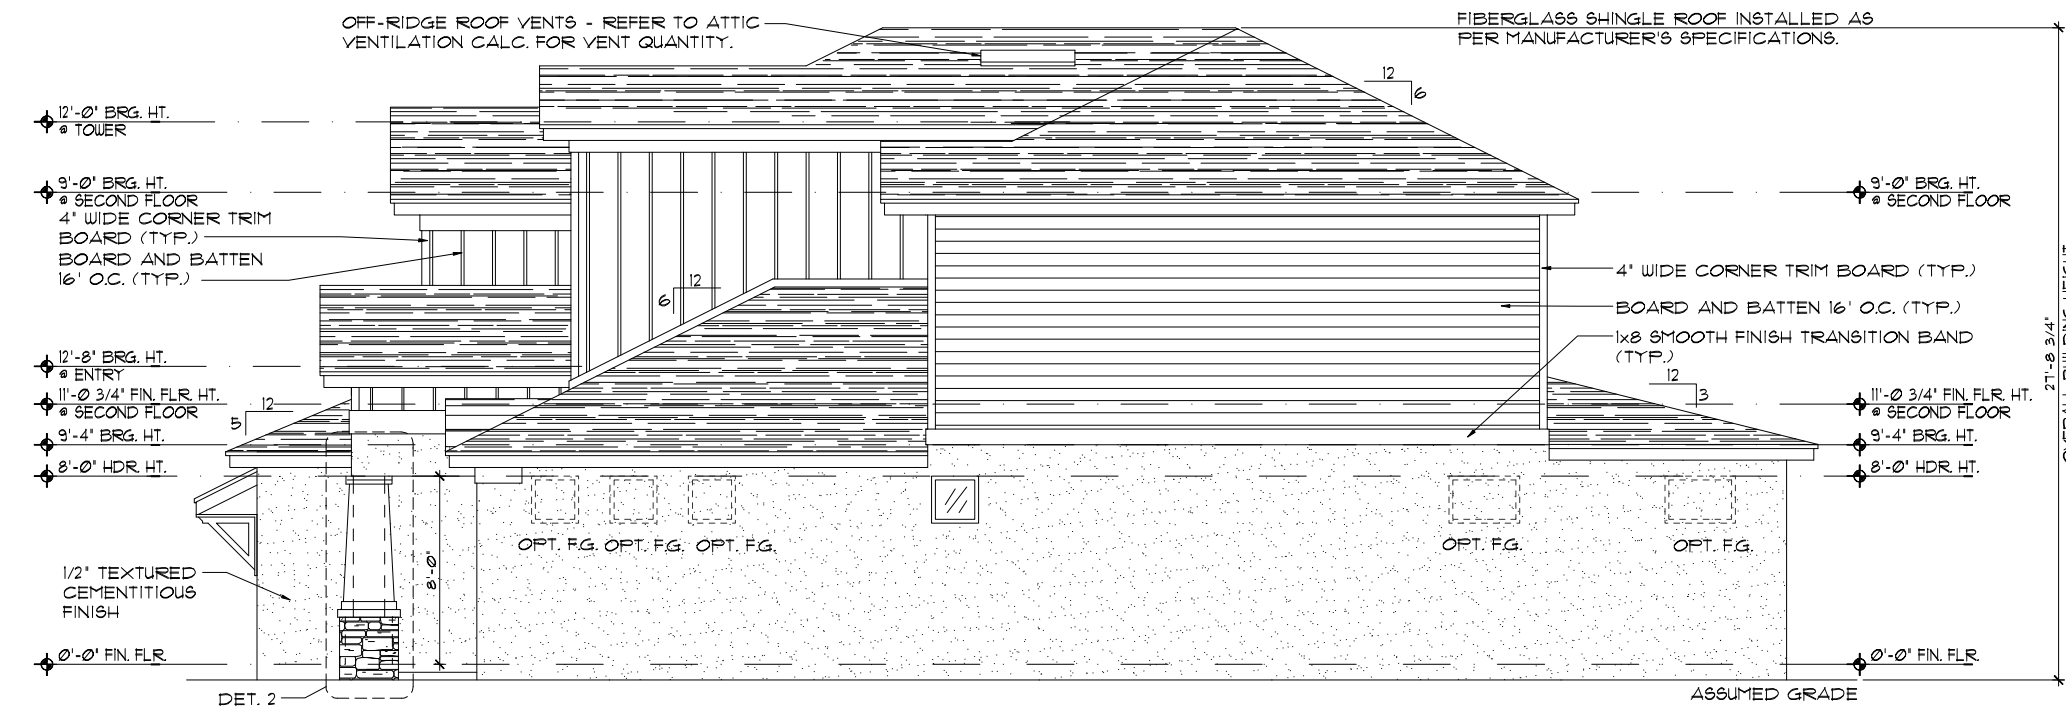 OFF-RIDGE ROOF VENTS - REFER TO ATTIC
VENTILATION CALC. FOR VENT QUANTITY.
FIBERGLASS SHINGLE ROOF INSTALLED AS
PER MANUFACTURER'S SPECIFICATIONS.
12
6
12'-0" BRG. HT.
@ TOWER
9'-0" BRG. HT.
@ SECOND FLOOR
4" WIDE CORNER TRIM
BOARD (TYP.)
BOARD AND BATTEN
16' O.C. (TYP.)
12
6
12'-8" BRG. HT.
@ ENTRY
11'-0 3/4" FIN. FLR. HT.
@ SECOND FLOOR
12
5
9'-4" BRG. HT.
8'-0" HDR. HT.
9'-0" BRG. HT.
@ SECOND FLOOR
4" WIDE CORNER TRIM BOARD (TYP.)
BOARD AND BATTEN 16' O.C. (TYP.)
1x8 SMOOTH FINISH TRANSITION BAND
(TYP.)
12
3
11'-0 3/4" FIN. FLR. HT.
@ SECOND FLOOR
9'-4" BRG. HT.
8'-0" HDR. HT.
27'-8 3/4"
OVERALL BUILDING HEIGHT
OPT. F.G.
OPT. F.G.
OPT. F.G.
OPT. F.G.
OPT. F.G.
8'-0"
1/2" TEXTURED
CEMENTITIOUS
FINISH
0'-0" FIN. FLR.
0'-0" FIN. FLR.
DET. 2
ASSUMED GRADE